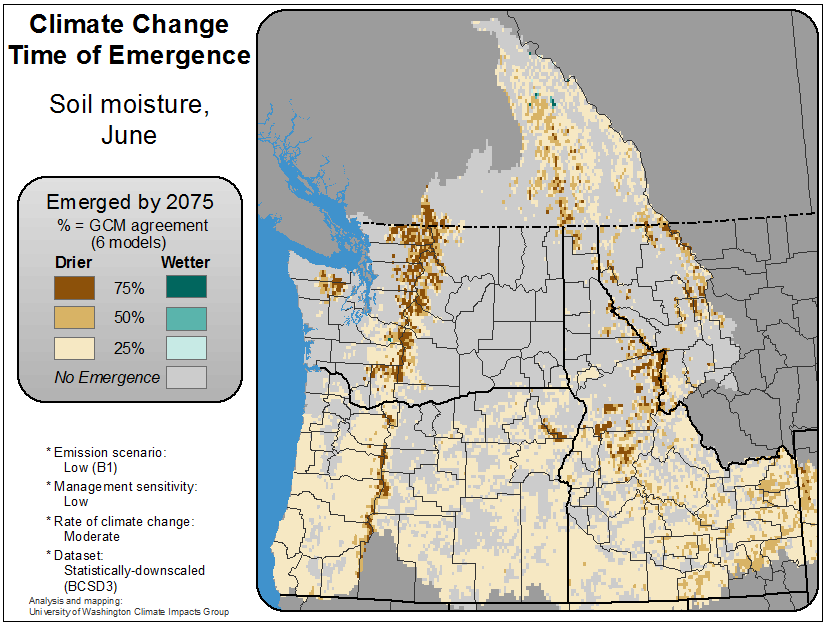 Climate Change
Time of Emergence
Soil moisture,
June
Emerged by 2075
% = GCM agreement
(6 models)
Drier Wetter
75%
50%
25%
No Emergence
* Emission scenario:
Low (B1)
* Management sensitivity:
Low
* Rate of climate change:
Moderate
* Dataset:
Statistically-downscaled
(BCSD3)
Analysis and mapping:
University of Washington Climate Impacts Group